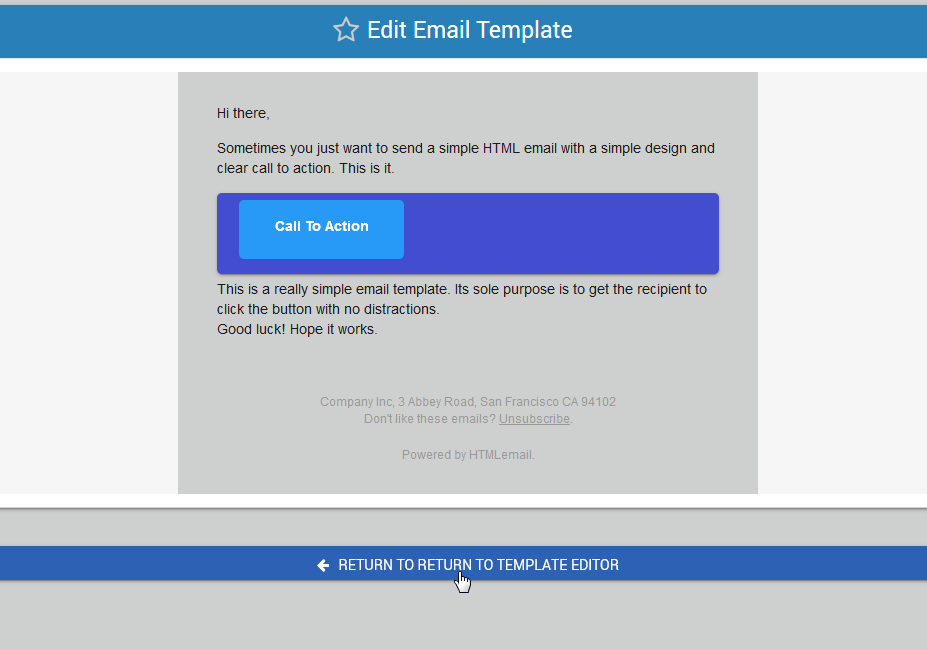 Edit Email Template
Hi there,
Sometimes you just want to send a simple HTML email with a simple design and
clear call to action. This is it.
Call To Action
This is a really simple email template. Its sole purpose is to get the recipient to
click the button with no distractions.
Good luck! Hope it works.
Company Inc, 3 Abbey Road, San Francisco CA 94102
Don't like these emails? Unsubscribe.
Powered by HTMLemail.
RETURN TO RETURN TO TEMPLATE EDITOR